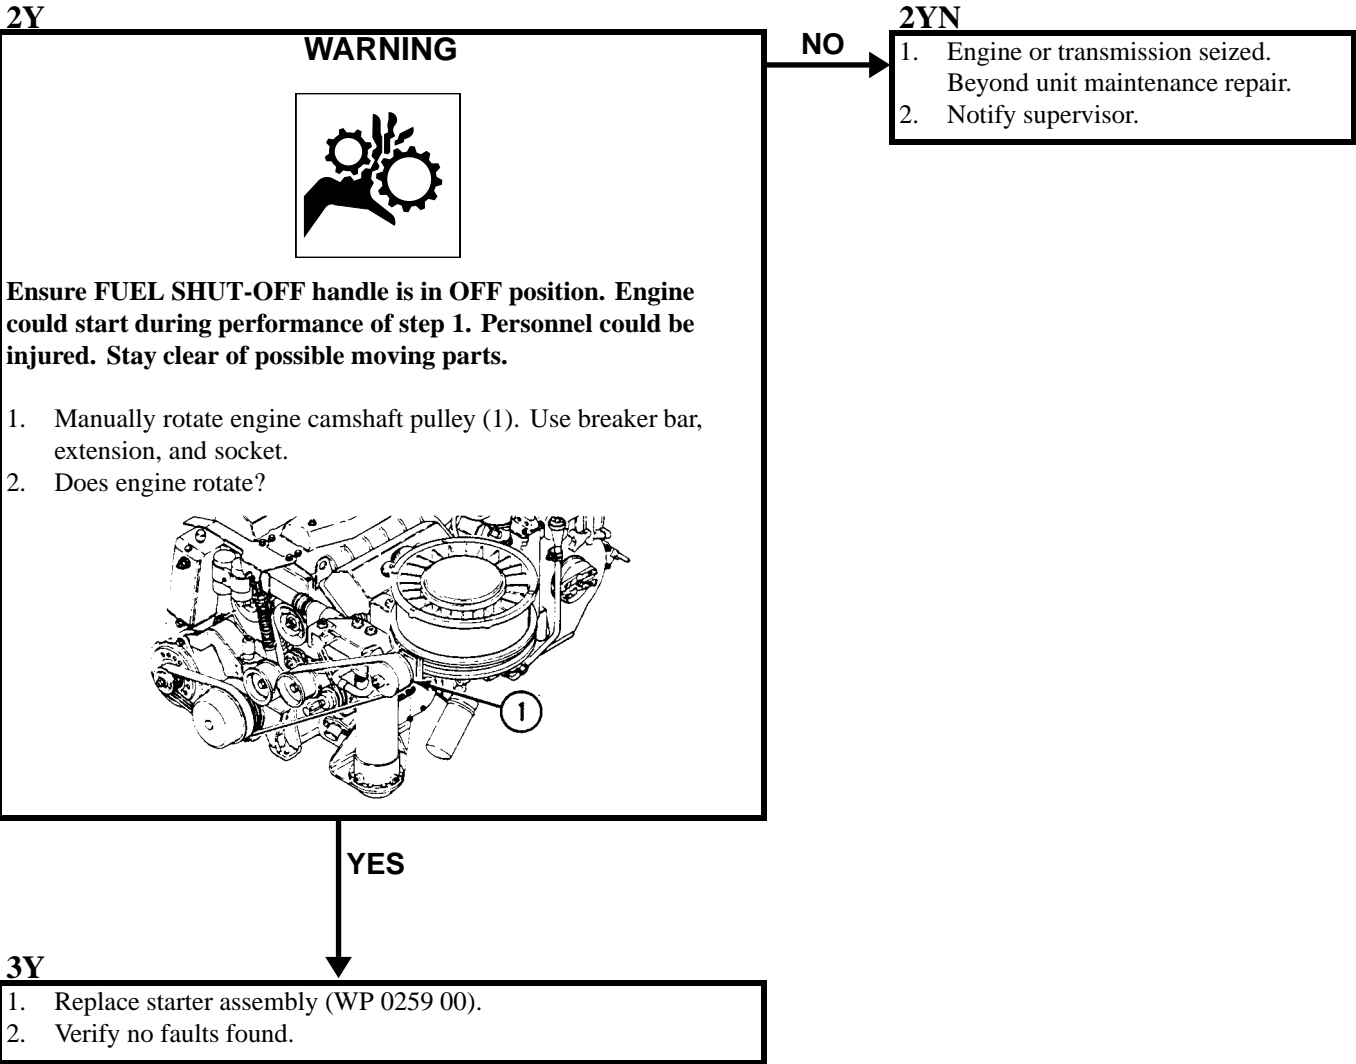 2Y
WARNING
Ensure FUEL SHUT-OFF handle is in OFF position. Engine
could start during performance of step 1. Personnel could be
injured. Stay clear of possible moving parts.
1. Manually rotate engine camshaft pulley (1). Use breaker bar,
extension, and socket.
2. Does engine rotate?
1
NO
2YN
1. Engine or transmission seized.
Beyond unit maintenance repair.
2. Notify supervisor.
YES
3Y
1. Replace starter assembly (WP 0259 00).
2. Verify no faults found.